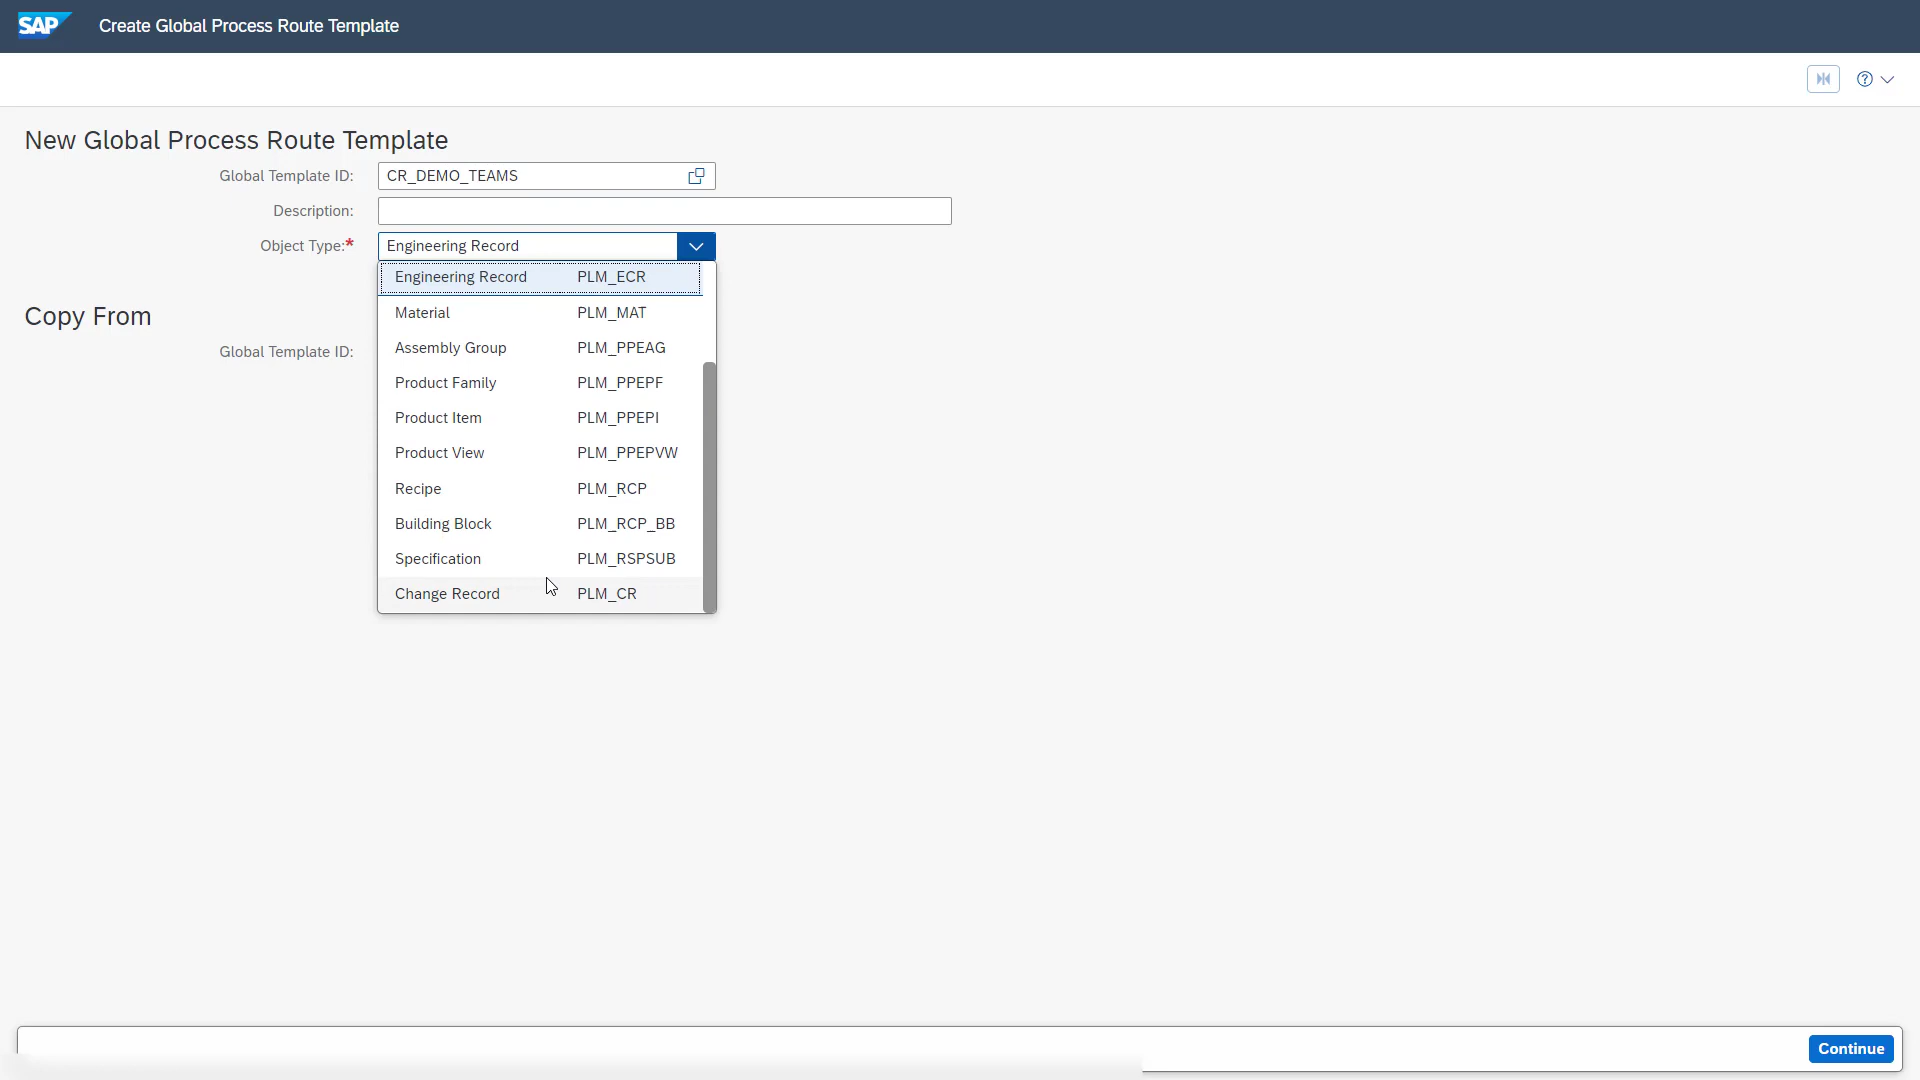 SAP Create Global Process Route Template
New Global Process Route Template
Global Template ID: CR_DEMO_TEAMS
Description:
Object Type:* Engineering Record
Engineering Record PLM_ECR
Material PLM_MAT
Assembly Group PLM_PPEAG
Product Family PLM_PPEPF
Product Item PLM_PPEPI
Product View PLM_PPEPVW
Recipe PLM_RCP
Building Block PLM_RCP_BB
Specification PLM_RSPSUB
Change Record PLM_CR
Copy From
Global Template ID:
Continue